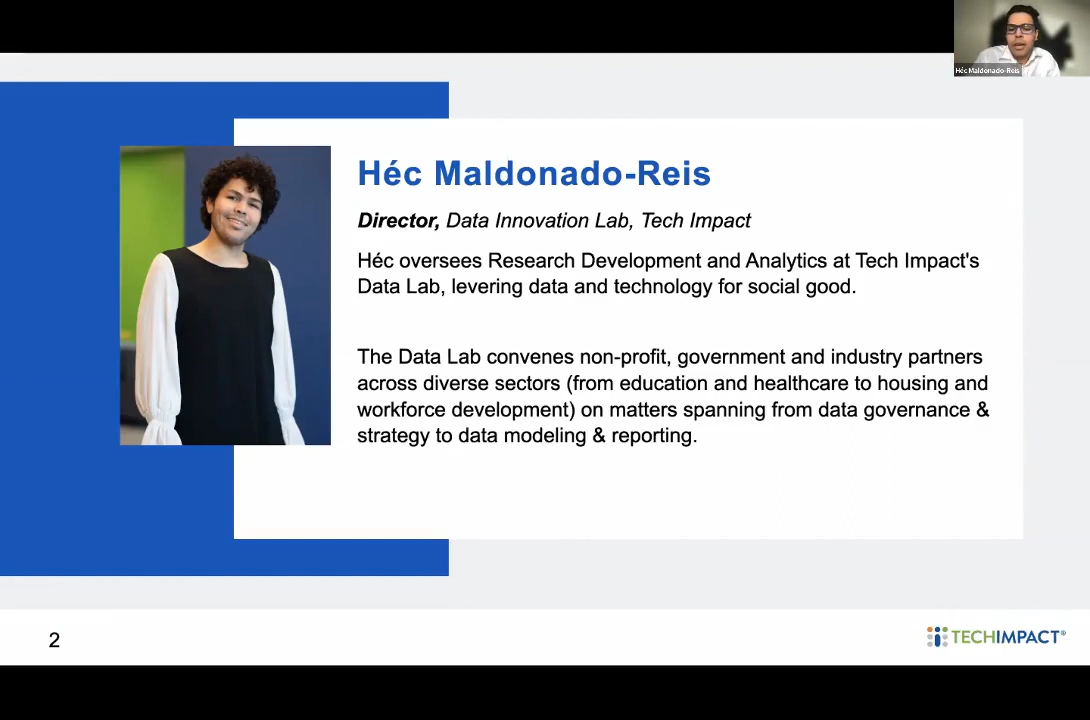 Héc Maldonado-Reis
Héc Maldonado-Reis
Director, Data Innovation Lab, Tech Impact
Héc oversees Research Development and Analytics at Tech Impact's
Data Lab, levering data and technology for social good.
The Data Lab convenes non-profit, government and industry partners
across diverse sectors (from education and healthcare to housing and
workforce development) on matters spanning from data governance &
strategy to data modeling & reporting.
2
TECHIMPACT®